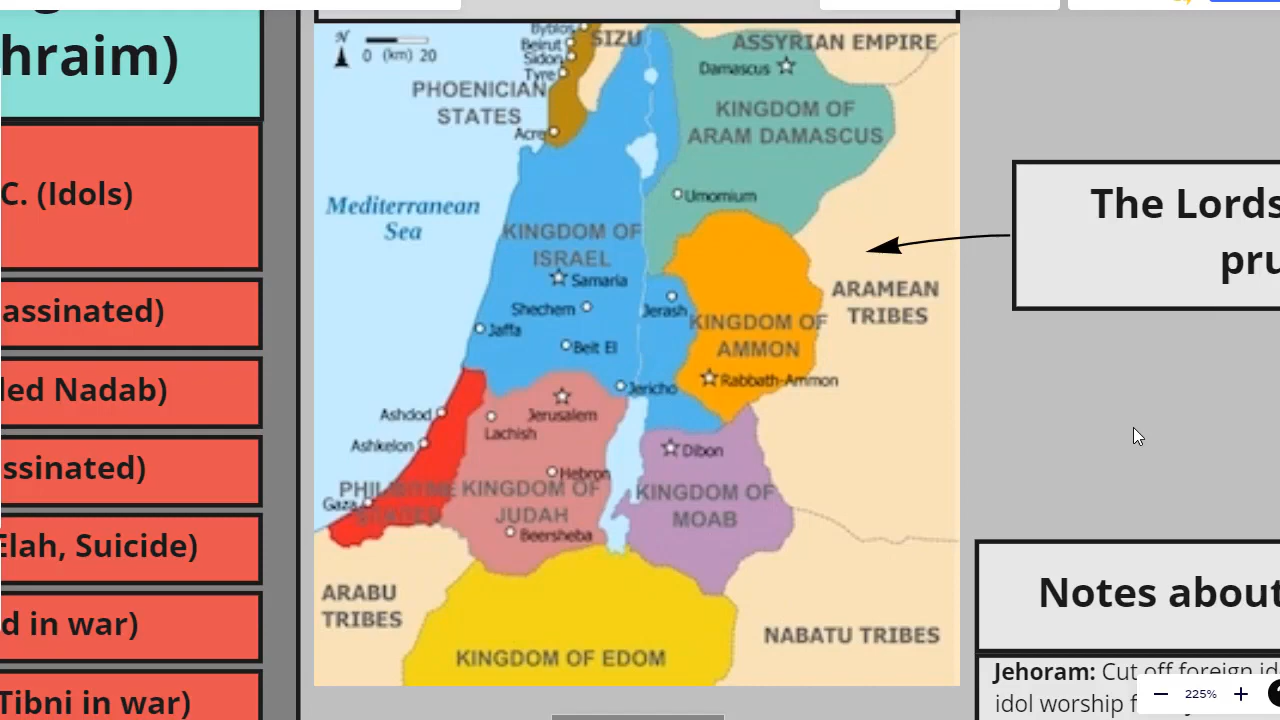 hraim)
C. (Idols)
assinated)
led Nadab)
ssinated)
Elah, Suicide)
d in war)
Tibni in war)
N
0 (km) 20
Byblos
Beirut
Sidon
Tyre
SIZU
ASSYRIAN EMPIRE
Damascus
PHOENICIAN
STATES
KINGDOM OF
ARAM DAMASCUS
Acre
Umomium
Mediterranean
Sea
KINGDOM OF
ISRAEL
Samaria
Shechem
Jerash
Jaffa
Beit El
Jericho
ARAMEAN
TRIBES
KINGDOM OF
AMMON
Rabbath-Ammon
Ashdod
Jerusalem
Lachish
Ashkelon
Dibon
Hebron
PHILISTINE
STATES
Gaza
KINGDOM OF
JUDAH
Beersheba
KINGDOM OF
MOAB
ARABU
TRIBES
NABATU TRIBES
KINGDOM OF EDOM
The Lords
pru
Notes about
Jehoram: Cut off foreign id
idol worship f
225%